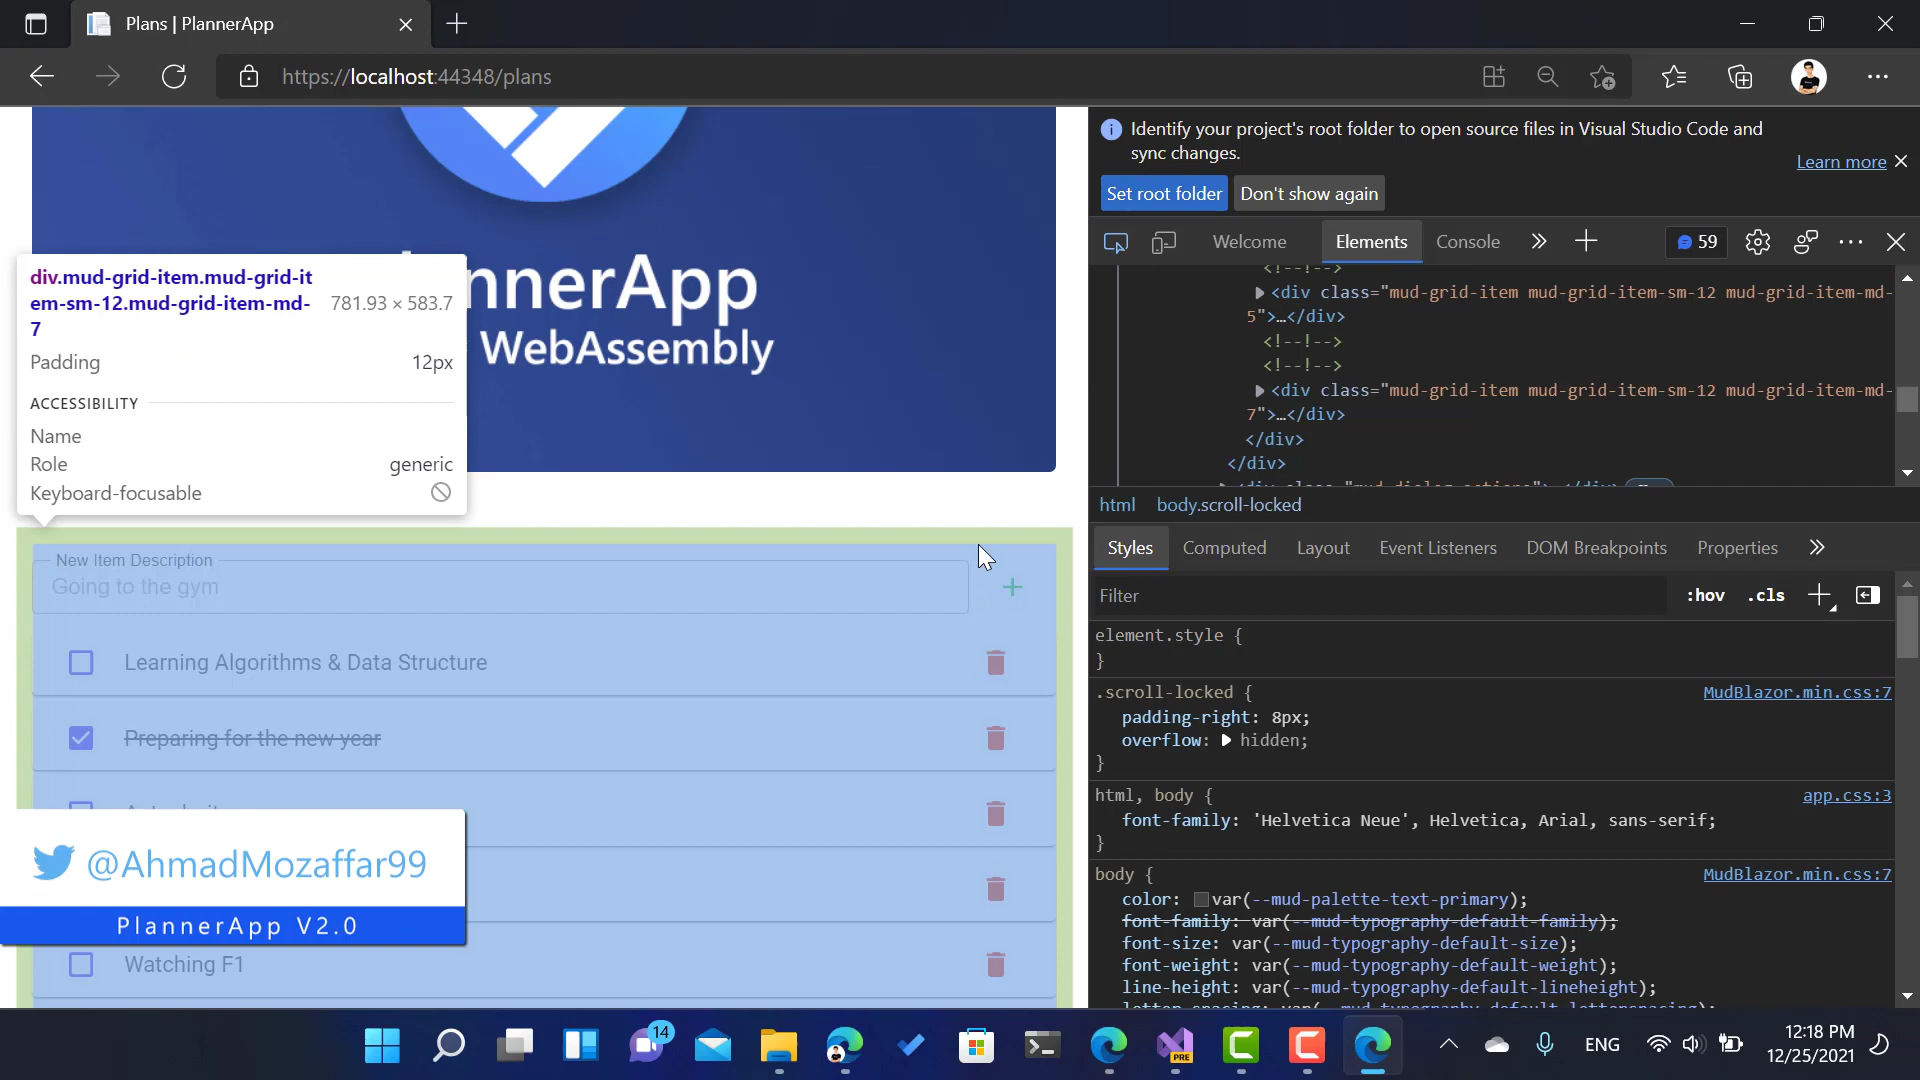 Plans | PlannerApp
https://localhost:44348/plans
Identify your project's root folder to open source files in Visual Studio Code and
sync changes.
Learn more
Set root folder
Don't show again
Welcome
Elements
Console
59
<!--!-->
<div class="mud-grid-item mud-grid-item-sm-12 mud-grid-item-md-
5">…</div>
<!--!-->
<!--!-->
<div class="mud-grid-item mud-grid-item-sm-12 mud-grid-item-md-
7">…</div>
</div>
</div>
html
body.scroll-locked
Styles
Computed
Layout
Event Listeners
DOM Breakpoints
Properties
Filter
:hov
.cls
element.style {
}
.scroll-locked {
MudBlazor.min.css:7
padding-right: 8px;
overflow: hidden;
}
html, body {
app.css:3
font-family: 'Helvetica Neue', Helvetica, Arial, sans-serif;
}
body {
MudBlazor.min.css:7
color: var(--mud-palette-text-primary);
font-family: var(--mud-typography-default-family);
font-size: var(--mud-typography-default-size);
font-weight: var(--mud-typography-default-weight);
line-height: var(--mud-typography-default-lineheight);
nnerApp
WebAssembly
div.mud-grid-item.mud-grid-it
em-sm-12.mud-grid-item-md-
7
781.93 × 583.7
Padding
12px
ACCESSIBILITY
Name
Role
generic
Keyboard-focusable
New Item Description
Going to the gym
Learning Algorithms & Data Structure
Preparing for the new year
@AhmadMozaffar99
PlannerApp V2.0
Watching F1
14
PRE
ENG
12:18 PM
12/25/2021